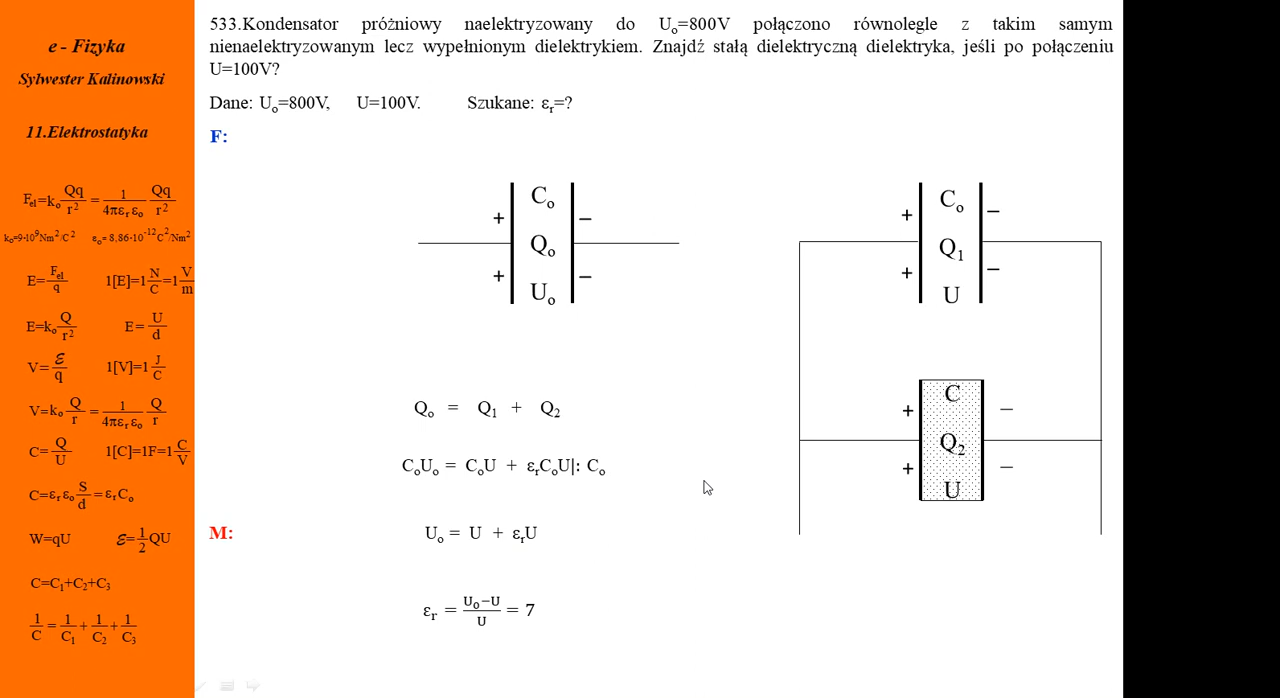 e - Fizyka
Sylwester Kalinowski
11.Elektrostatyka
Fel=ko Qq/r² = 1/4πεrεo Qq/r²
ko=9·10⁹Nm²/C² εo= 8,86·10⁻¹²C²/Nm²
E=Fel/q 1[E]=1N/C=1V/m
E=ko Q/r² E=U/d
V=ℰ/q 1[V]=1J/C
V=ko Q/r = 1/4πεrεo Q/r
C=Q/U 1[C]=1F=1C/V
C=εrεo S/d=εrCo
W=qU ℰ=1/2QU
C=C₁+C₂+C₃
1/C=1/C₁+1/C₂+1/C₃
533.Kondensator próżniowy naelektryzowany do Uo=800V połączono równolegle z takim samym
nienaelektryzowanym lecz wypełnionym dielektrykiem. Znajdź stałą dielektryczną dielektryka, jeśli po połączeniu
U=100V?
Dane: Uo=800V, U=100V. Szukane: εr=?
F:
Co
+ −
Qo
+ −
Uo
Co
+ −
Q₁
+ −
U
C
+ −
Q₂
+ −
U
Qo = Q₁ + Q₂
CoUo = CoU + εrCoU|: Co
M: Uo = U + εrU
εr = Uo−U/U = 7